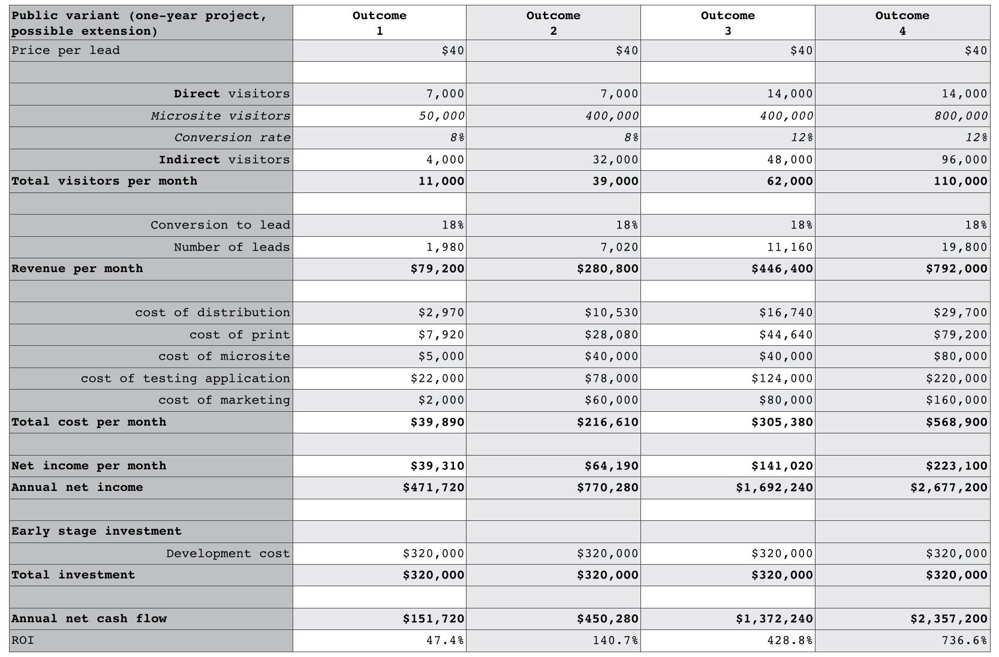 Public variant (one-year project, possible extension) Outcome 1 Outcome 2 Outcome 3 Outcome 4
Price per lead $40 $40 $40 $40
Direct visitors 7,000 7,000 14,000 14,000
Microsite visitors 50,000 400,000 400,000 800,000
Conversion rate 8% 8% 12% 12%
Indirect visitors 4,000 32,000 48,000 96,000
Total visitors per month 11,000 39,000 62,000 110,000
Conversion to lead 18% 18% 18% 18%
Number of leads 1,980 7,020 11,160 19,800
Revenue per month $79,200 $280,800 $446,400 $792,000
cost of distribution $2,970 $10,530 $16,740 $29,700
cost of print $7,920 $28,080 $44,640 $79,200
cost of microsite $5,000 $40,000 $40,000 $80,000
cost of testing application $22,000 $78,000 $124,000 $220,000
cost of marketing $2,000 $60,000 $80,000 $160,000
Total cost per month $39,890 $216,610 $305,380 $568,900
Net income per month $39,310 $64,190 $141,020 $223,100
Annual net income $471,720 $770,280 $1,692,240 $2,677,200
Early stage investment
Development cost $320,000 $320,000 $320,000 $320,000
Total investment $320,000 $320,000 $320,000 $320,000
Annual net cash flow $151,720 $450,280 $1,372,240 $2,357,200
ROI 47.4% 140.7% 428.8% 736.6%